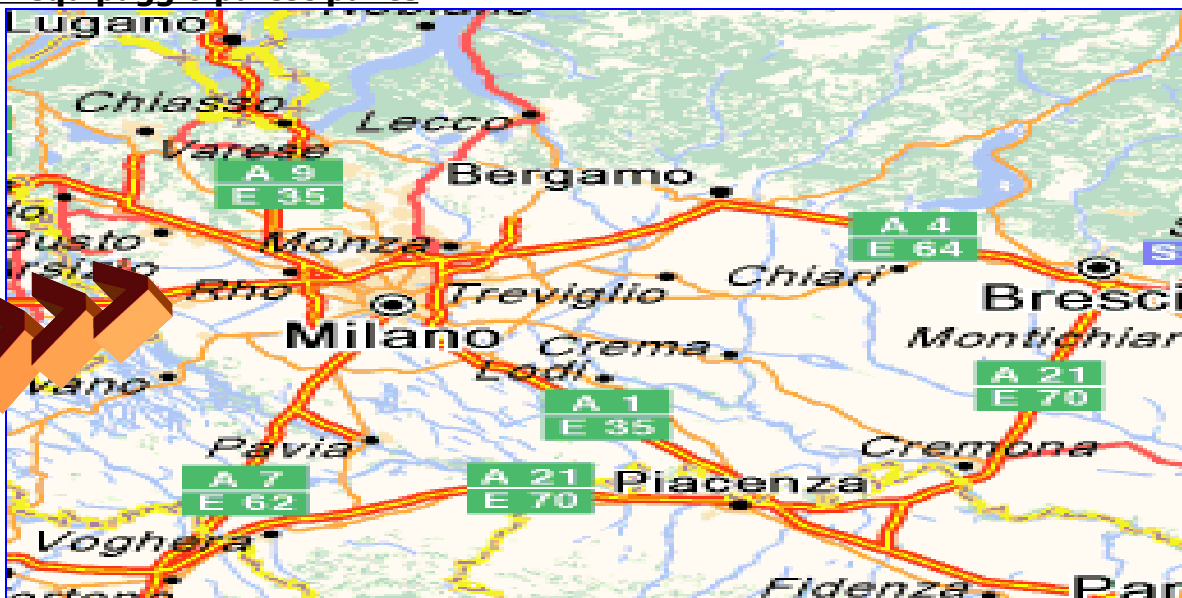 Lugano
Chiasso
Lecco
Varese
A 9
E 35
Bergamo
A 4
E 64
Busto
Monza
Rho
Treviglio
Chiari
Milano
Crema
Lodi
Montichiar
A 21
E 70
A 1
E 35
Pavia
Cremona
A 7
E 62
A 21
E 70
Piacenza
Voghera
Fidenza